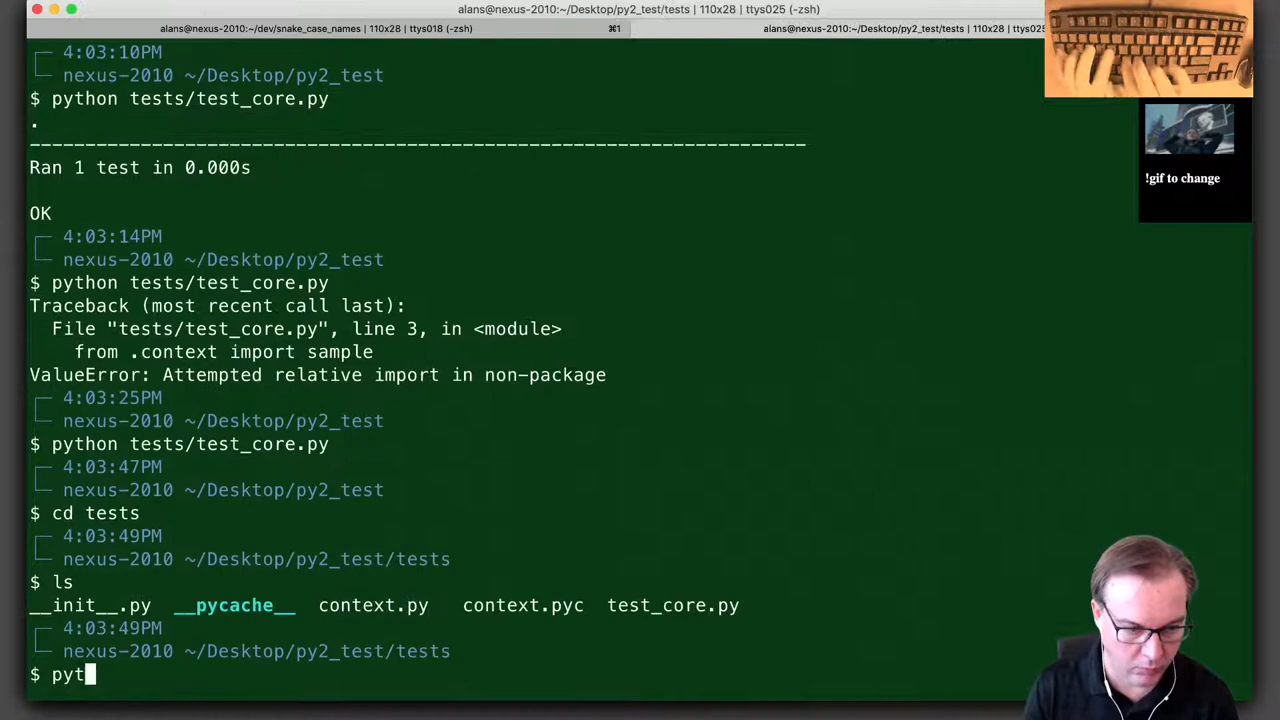 alans@nexus-2010:~/Desktop/py2_test/tests | 110x28 | ttys025 (-zsh)
alans@nexus-2010:~/dev/snake_case_names | 110x28 | ttys018 (-zsh) ⌘1 alans@nexus-2010:~/Desktop/py2_test/tests | 110x28 | ttys025
4:03:10PM
nexus-2010 ~/Desktop/py2_test
$ python tests/test_core.py
.
----------------------------------------------------------------------
Ran 1 test in 0.000s
OK
4:03:14PM
nexus-2010 ~/Desktop/py2_test
$ python tests/test_core.py
Traceback (most recent call last):
File "tests/test_core.py", line 3, in <module>
from .context import sample
ValueError: Attempted relative import in non-package
4:03:25PM
nexus-2010 ~/Desktop/py2_test
$ python tests/test_core.py
4:03:47PM
nexus-2010 ~/Desktop/py2_test
$ cd tests
4:03:49PM
nexus-2010 ~/Desktop/py2_test/tests
$ ls
__init__.py __pycache__ context.py context.pyc test_core.py
4:03:49PM
nexus-2010 ~/Desktop/py2_test/tests
$ pyt
!gif to change